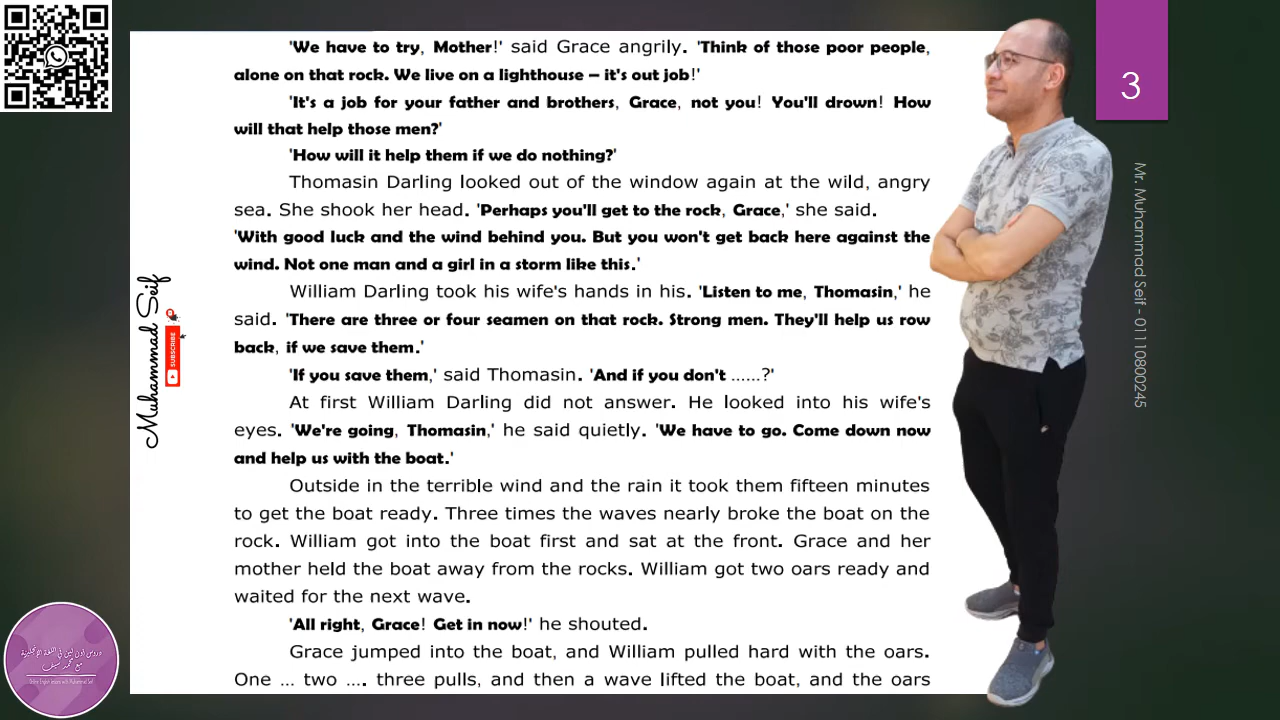 'We have to try, Mother!' said Grace angrily. 'Think of those poor people,
alone on that rock. We live on a lighthouse – it's out job!'
'It's a job for your father and brothers, Grace, not you! You'll drown! How
will that help those men?'
'How will it help them if we do nothing?'
Thomasin Darling looked out of the window again at the wild, angry
sea. She shook her head. 'Perhaps you'll get to the rock, Grace,' she said.
'With good luck and the wind behind you. But you won't get back here against the
wind. Not one man and a girl in a storm like this.'
William Darling took his wife's hands in his. 'Listen to me, Thomasin,' he
said. 'There are three or four seamen on that rock. Strong men. They'll help us row
back, if we save them.'
'If you save them,' said Thomasin. 'And if you don't ......?'
At first William Darling did not answer. He looked into his wife's
eyes. 'We're going, Thomasin,' he said quietly. 'We have to go. Come down now
and help us with the boat.'
Outside in the terrible wind and the rain it took them fifteen minutes
to get the boat ready. Three times the waves nearly broke the boat on the
rock. William got into the boat first and sat at the front. Grace and her
mother held the boat away from the rocks. William got two oars ready and
waited for the next wave.
'All right, Grace! Get in now!' he shouted.
Grace jumped into the boat, and William pulled hard with the oars.
One ... two .... three pulls, and then a wave lifted the boat, and the oars
3
Mr. Muhammad Seif - 01110800245
Muhammad Seif
SUBSCRIBE
دروس اون لاين في اللغة الإنجليزية
مع محمد سيف
Online English lessons with Muhammad Seif